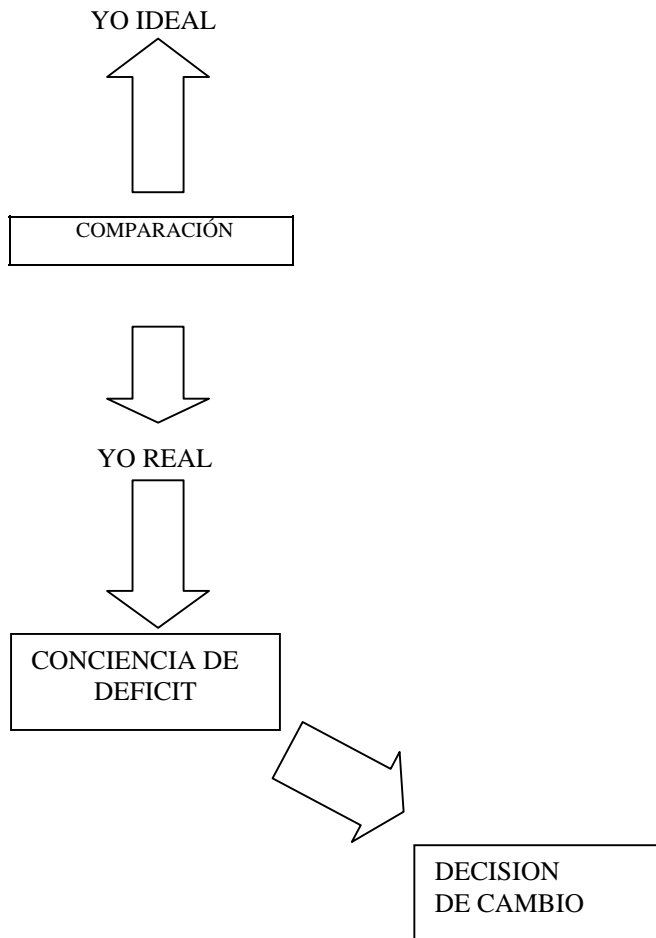 YO IDEAL
COMPARACIÓN
YO REAL
CONCIENCIA DE
DEFICIT
DECISION
DE CAMBIO